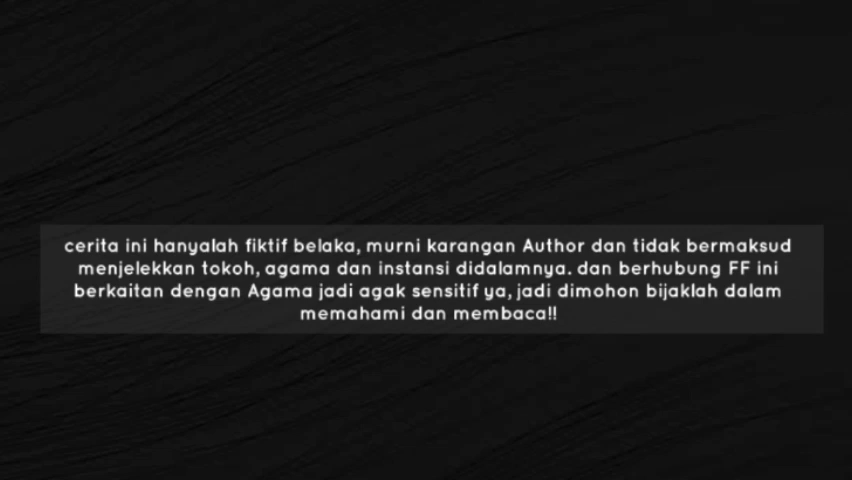 cerita ini hanyalah fiktif belaka, murni karangan Author dan tidak bermaksud
menjelekkan tokoh, agama dan instansi didalamnya. dan berhubung FF ini
berkaitan dengan Agama jadi agak sensitif ya, jadi dimohon bijaklah dalam
memahami dan membaca!!